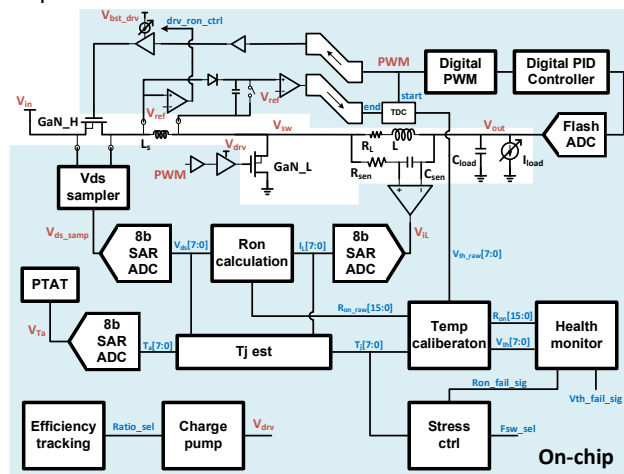 V_bst_drv
drv_ron_ctrl
PWM
Digital PWM
Digital PID Controller
V_in
GaN_H
V_ref
V_ref
end
start
TDC
L_s
V_sw
V_out
Flash ADC
R_L
L
Vds sampler
PWM
V_drv
GaN_L
R_sen
C_sen
C_load
I_load
+
-
V_ds_samp
8b SAR ADC
V_ds[7:0]
Ron calculation
I_L[7:0]
8b SAR ADC
V_iL
V_th_raw[7:0]
PTAT
R_on_raw[15:0]
V_Ta
8b SAR ADC
T_a[7:0]
Tj est
T_j[7:0]
Temp caliberaton
R_on[15:0]
V_th[7:0]
Health monitor
Ron_fail_sig
Vth_fail_sig
Efficiency tracking
Ratio_sel
Charge pump
V_drv
Stress ctrl
Fsw_sel
On-chip